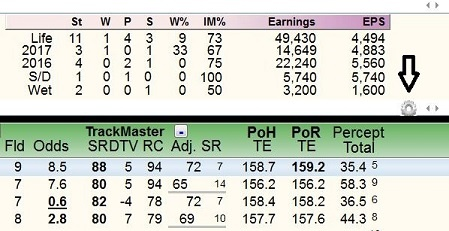 St W P S W% IM% Earnings EPS
Life 11 1 4 3 9 73 49,430 4,494
2017 3 1 0 1 33 67 14,649 4,883
2016 4 0 2 1 0 75 22,240 5,560
S/D 1 0 1 0 0 100 5,740 5,740
Wet 2 0 0 1 0 50 3,200 1,600
TrackMaster - PoH PoR Percept
Fld Odds SR DTV RC Adj. SR TE TE Total
9 8.5 88 5 94 72 7 158.7 159.2 35.4 5
7 7.6 80 5 94 65 14 156.2 156.2 58.3 9
7 0.6 82 -4 78 72 7 158.4 158.2 36.5 6
8 2.8 80 7 79 69 10 157.7 157.6 44.3 8